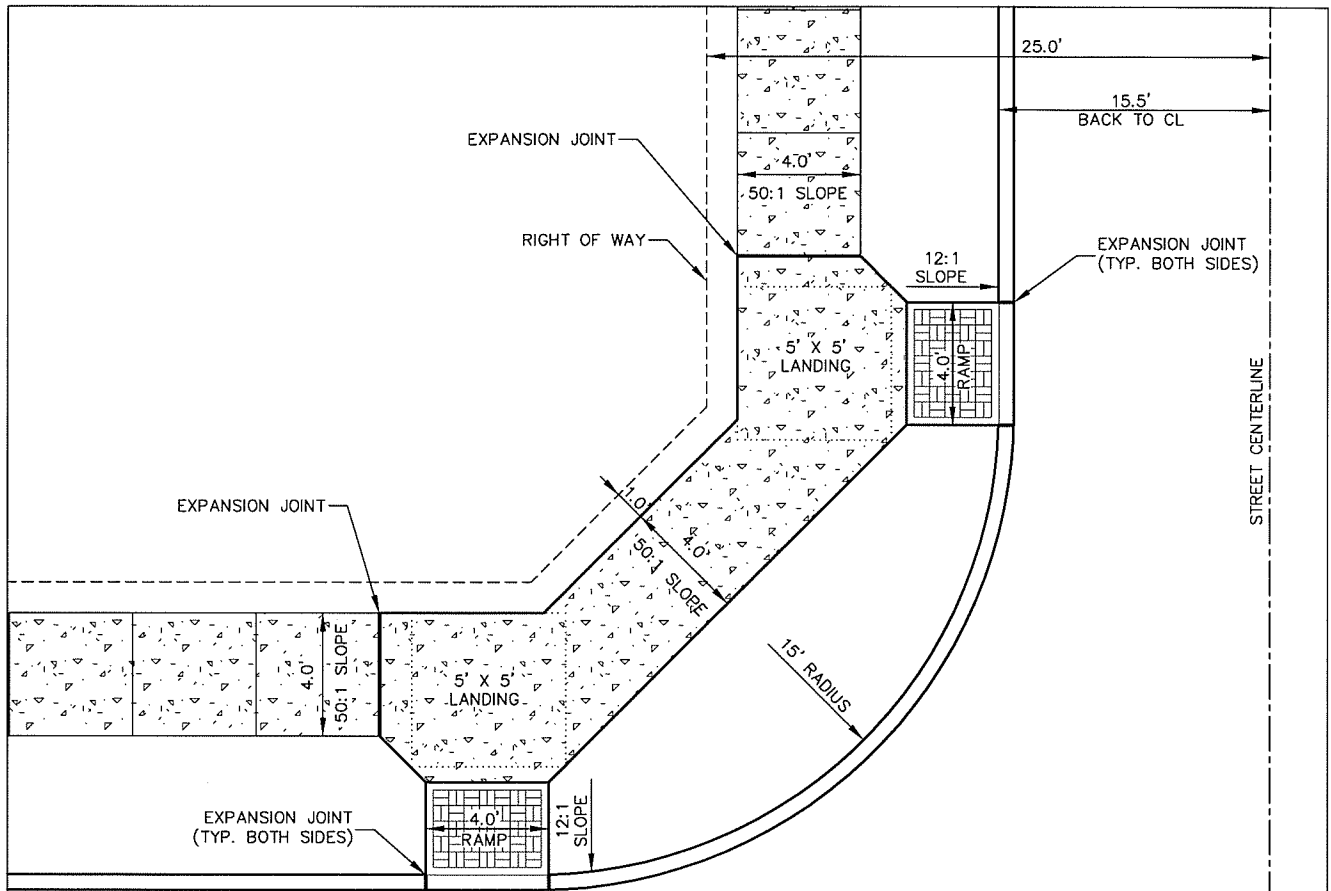 25.0'
15.5'
BACK TO CL
EXPANSION JOINT
4.0'
50:1 SLOPE
RIGHT OF WAY
12:1
SLOPE
EXPANSION JOINT
(TYP. BOTH SIDES)
5' X 5'
LANDING
4.0'
RAMP
STREET CENTERLINE
EXPANSION JOINT
1.0'
4.0'
50:1 SLOPE
4.0'
50:1 SLOPE
5' X 5'
LANDING
15' RADIUS
12:1
SLOPE
EXPANSION JOINT
(TYP. BOTH SIDES)
4.0'
RAMP